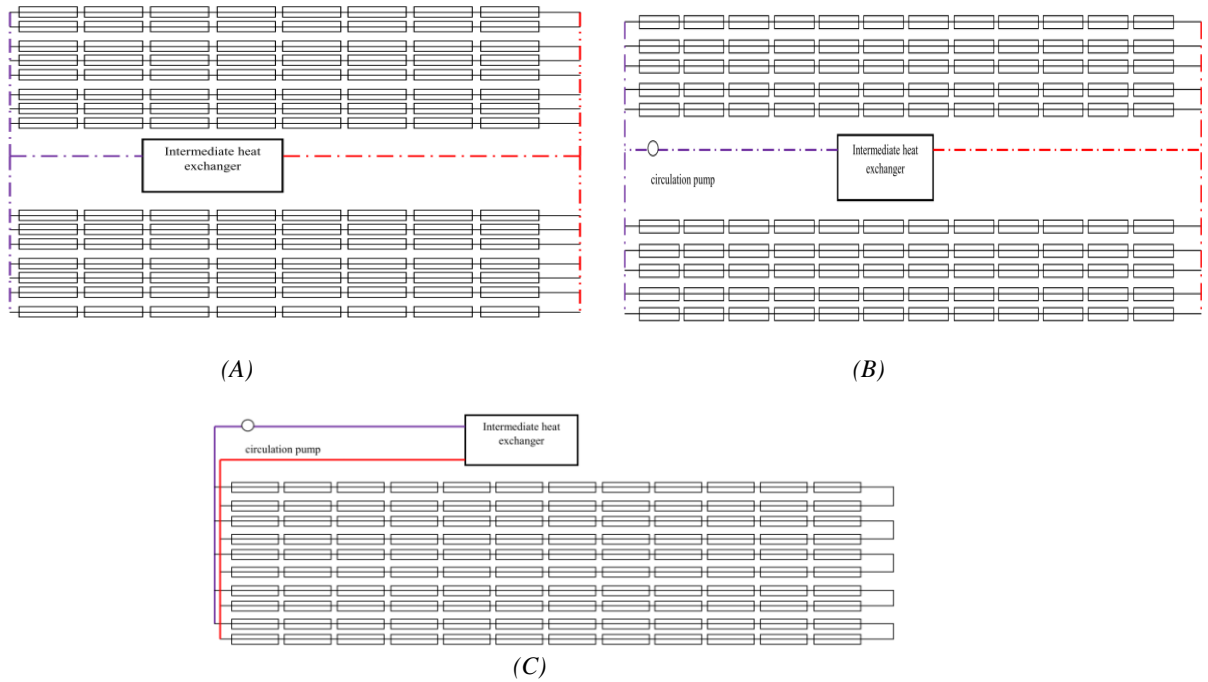 Intermediate heat
exchanger
(A)
Intermediate heat
exchanger
circulation pump
(B)
Intermediate heat
exchanger
circulation pump
(C)